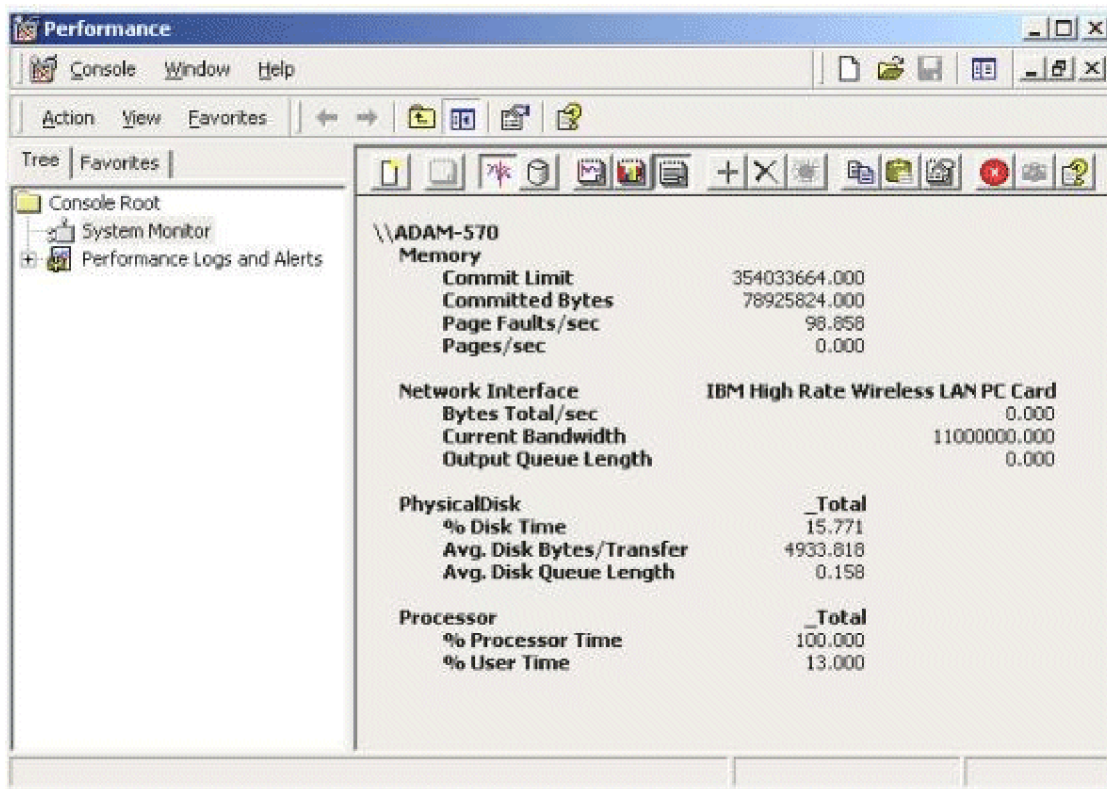 Performance
Console Window Help
Action View Favorites
Tree Favorites
Console Root
System Monitor
Performance Logs and Alerts
\\ADAM-570
Memory
Commit Limit 354033664.000
Committed Bytes 78925824.000
Page Faults/sec 98.858
Pages/sec 0.000
Network Interface IBM High Rate Wireless LAN PC Card
Bytes Total/sec 0.000
Current Bandwidth 11000000.000
Output Queue Length 0.000
PhysicalDisk _Total
% Disk Time 15.771
Avg. Disk Bytes/Transfer 4933.818
Avg. Disk Queue Length 0.158
Processor _Total
% Processor Time 100.000
% User Time 13.000